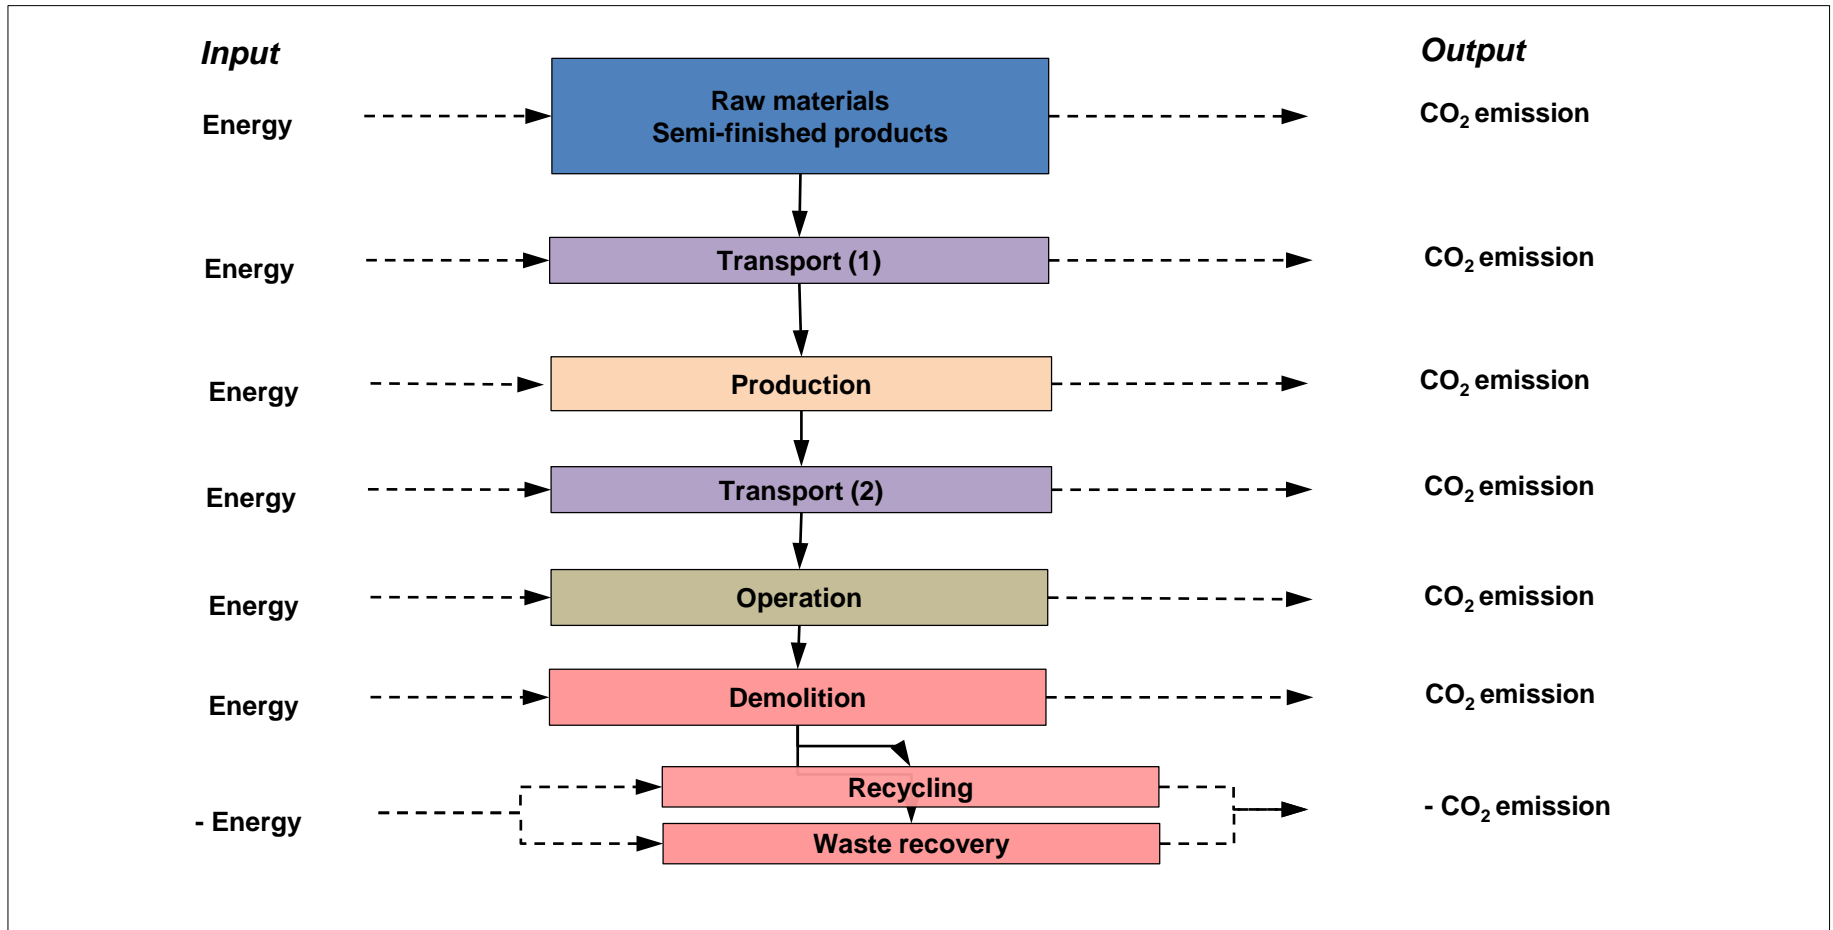 Input
Output
Energy
Raw materials
Semi-finished products
CO2 emission
Energy
Transport (1)
CO2 emission
Energy
Production
CO2 emission
Energy
Transport (2)
CO2 emission
Energy
Operation
CO2 emission
Energy
Demolition
CO2 emission
- Energy
Recycling
Waste recovery
- CO2 emission